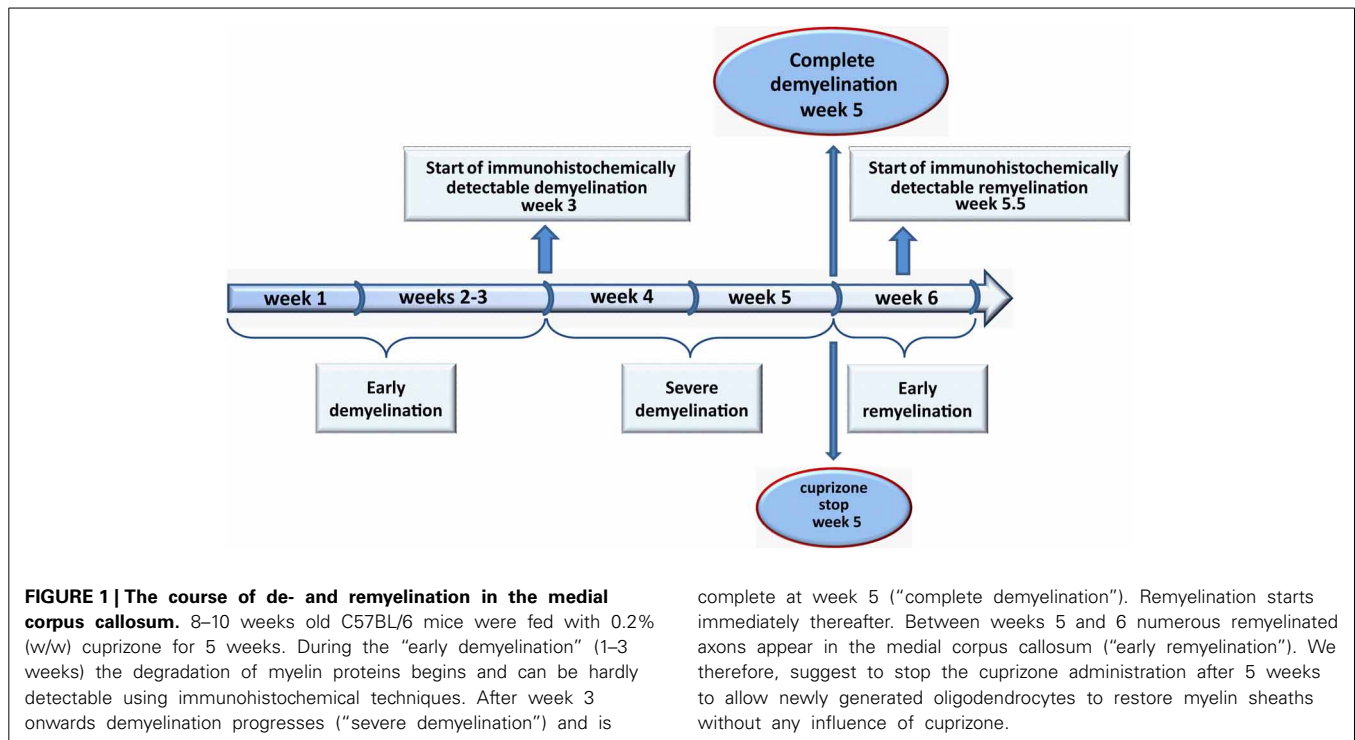 Complete
demyelination
week 5
Start of immunohistochemically
detectable demyelination
week 3
Start of immunohistochemically
detectable remyelination
week 5.5
week 1
weeks 2-3
week 4
week 5
week 6
Early
demyelination
Severe
demyelination
Early
remyelination
cuprizone
stop
week 5
FIGURE 1 | The course of de- and remyelination in the medial
corpus callosum. 8–10 weeks old C57BL/6 mice were fed with 0.2%
(w/w) cuprizone for 5 weeks. During the “early demyelination” (1–3
weeks) the degradation of myelin proteins begins and can be hardly
detectable using immunohistochemical techniques. After week 3
onwards demyelination progresses (“severe demyelination”) and is
complete at week 5 (“complete demyelination”). Remyelination starts
immediately thereafter. Between weeks 5 and 6 numerous remyelinated
axons appear in the medial corpus callosum (“early remyelination”). We
therefore, suggest to stop the cuprizone administration after 5 weeks
to allow newly generated oligodendrocytes to restore myelin sheaths
without any influence of cuprizone.